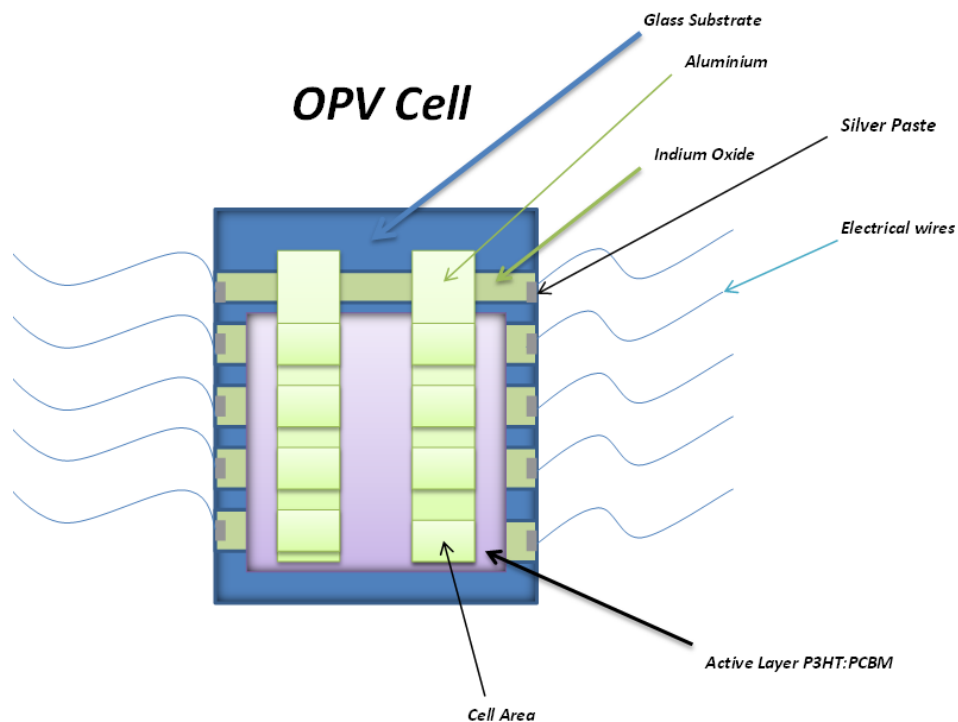 Glass Substrate
Aluminium
OPV Cell
Silver Paste
Indium Oxide
Electrical wires
Active Layer P3HT:PCBM
Cell Area